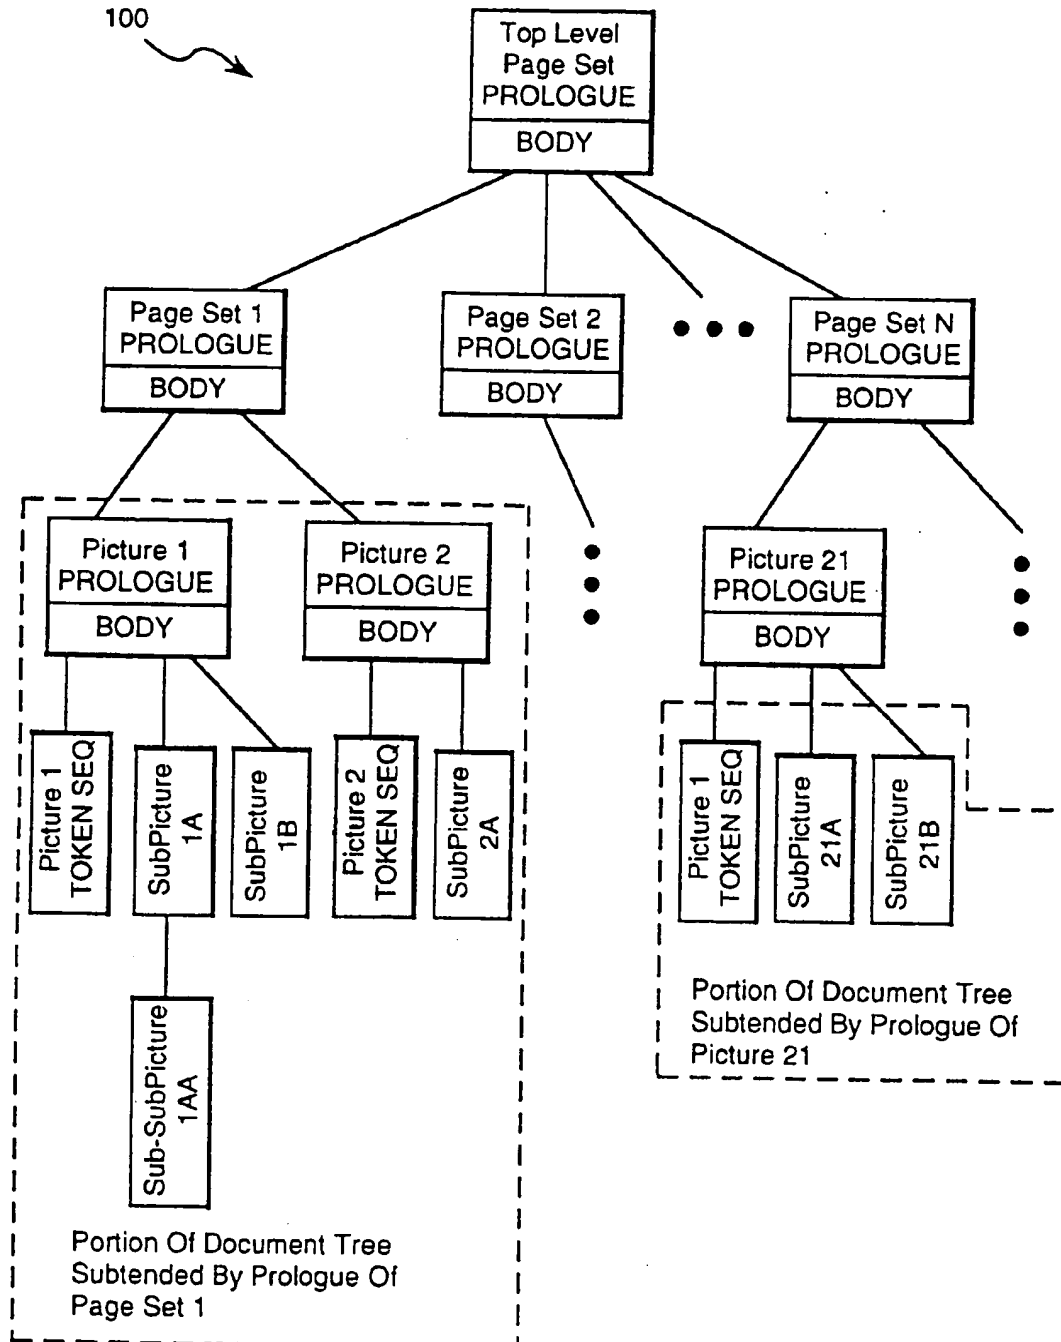 100
Top Level
Page Set
PROLOGUE
BODY
Page Set 1
PROLOGUE
BODY
Page Set 2
PROLOGUE
BODY
Page Set N
PROLOGUE
BODY
Picture 1
PROLOGUE
BODY
Picture 2
PROLOGUE
BODY
Picture 21
PROLOGUE
BODY
Picture 1
TOKEN SEQ
SubPicture
1A
SubPicture
1B
Picture 2
TOKEN SEQ
SubPicture
2A
Picture 1
TOKEN SEQ
SubPicture
21A
SubPicture
21B
Sub-SubPicture
1AA
Portion Of Document Tree
Subtended By Prologue Of
Picture 21
Portion Of Document Tree
Subtended By Prologue Of
Page Set 1